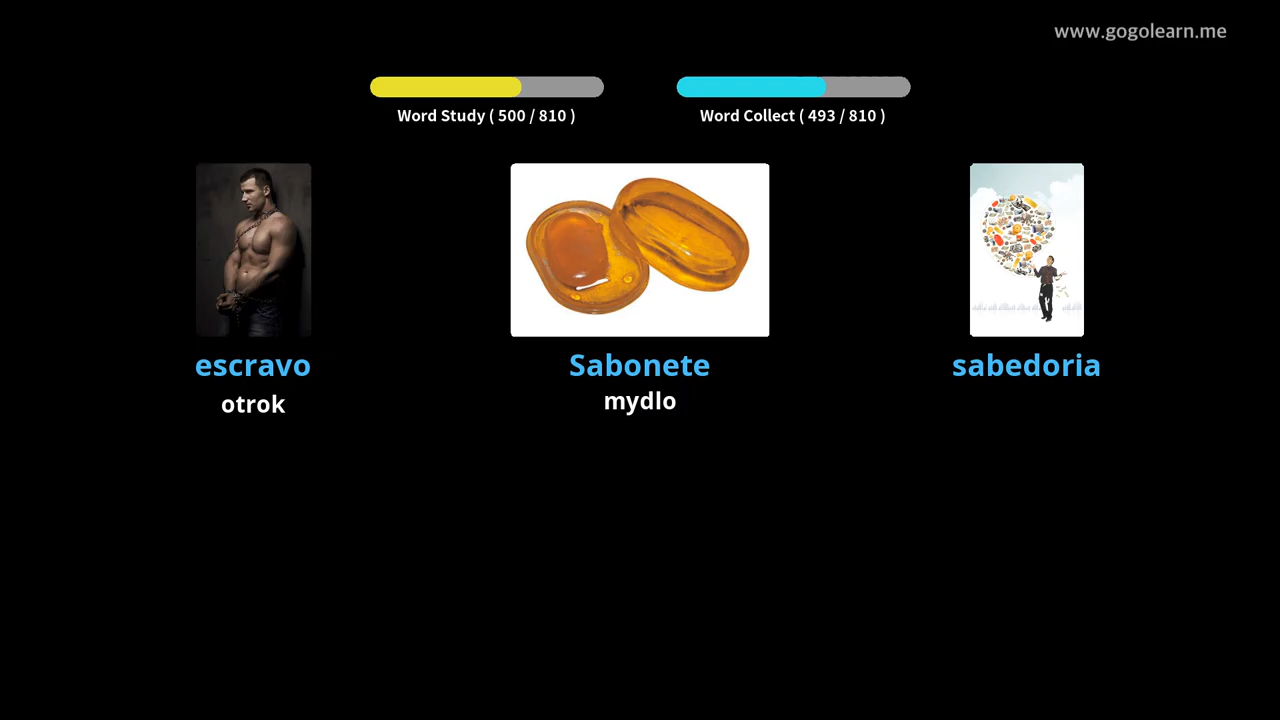 www.gogolearn.me
Word Study ( 500 / 810 )
Word Collect ( 493 / 810 )
escravo
otrok
Sabonete
mydlo
sabedoria